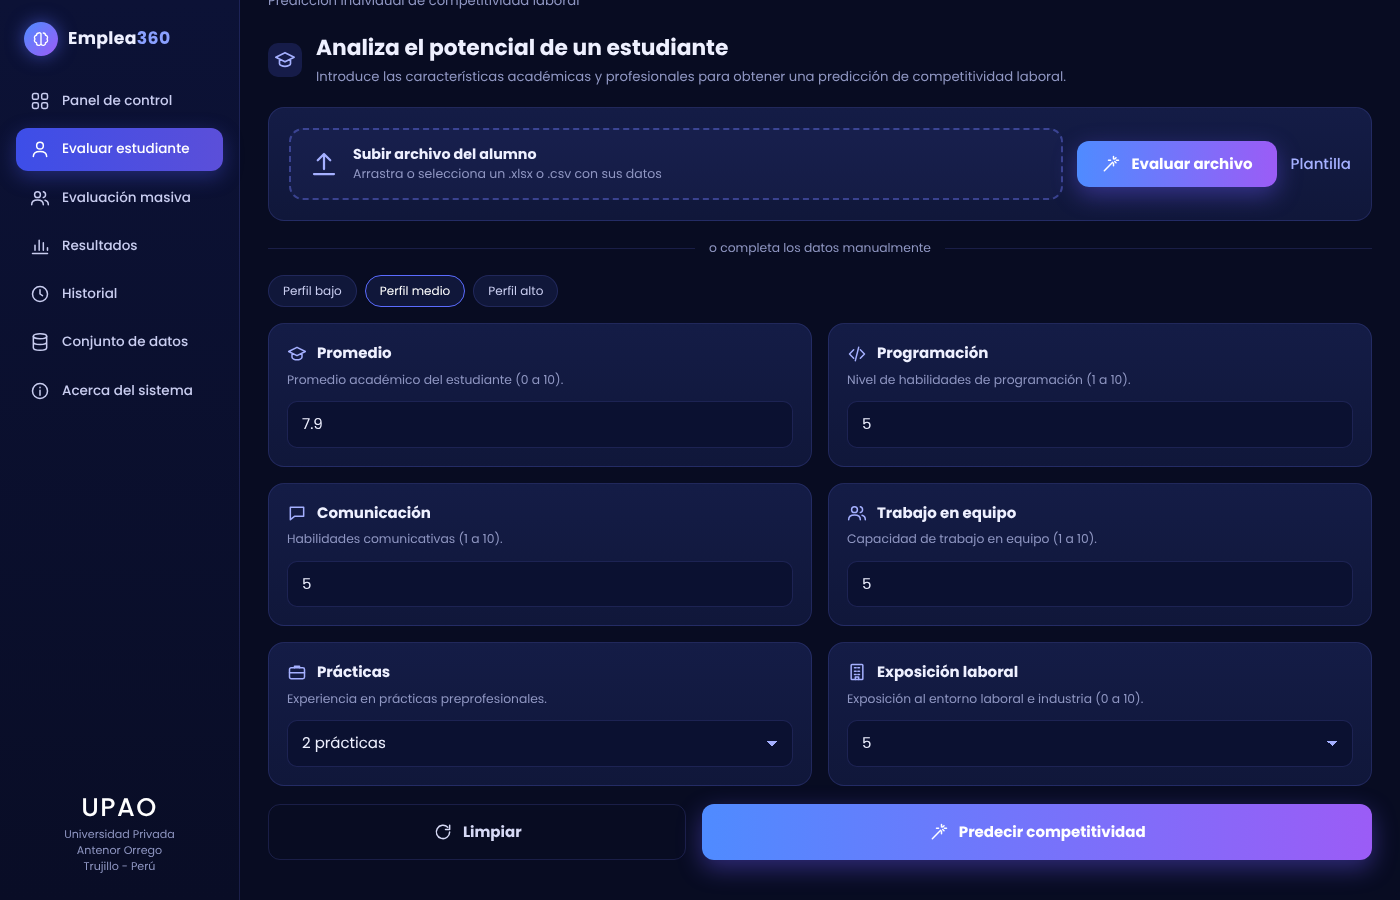 Predicción individual de competitividad laboral
Emplea360
Analiza el potencial de un estudiante
Introduce las características académicas y profesionales para obtener una predicción de competitividad laboral.
Panel de control
Evaluar estudiante
Evaluación masiva
Resultados
Historial
Conjunto de datos
Acerca del sistema
Subir archivo del alumno
Arrastra o selecciona un .xlsx o .csv con sus datos
Evaluar archivo
Plantilla
o completa los datos manualmente
Perfil bajo
Perfil medio
Perfil alto
Promedio
Promedio académico del estudiante (0 a 10).
7.9
Programación
Nivel de habilidades de programación (1 a 10).
5
Comunicación
Habilidades comunicativas (1 a 10).
5
Trabajo en equipo
Capacidad de trabajo en equipo (1 a 10).
5
Prácticas
Experiencia en prácticas preprofesionales.
2 prácticas
Exposición laboral
Exposición al entorno laboral e industria (0 a 10).
5
Limpiar
Predecir competitividad
UPAO
Universidad Privada
Antenor Orrego
Trujillo - Perú